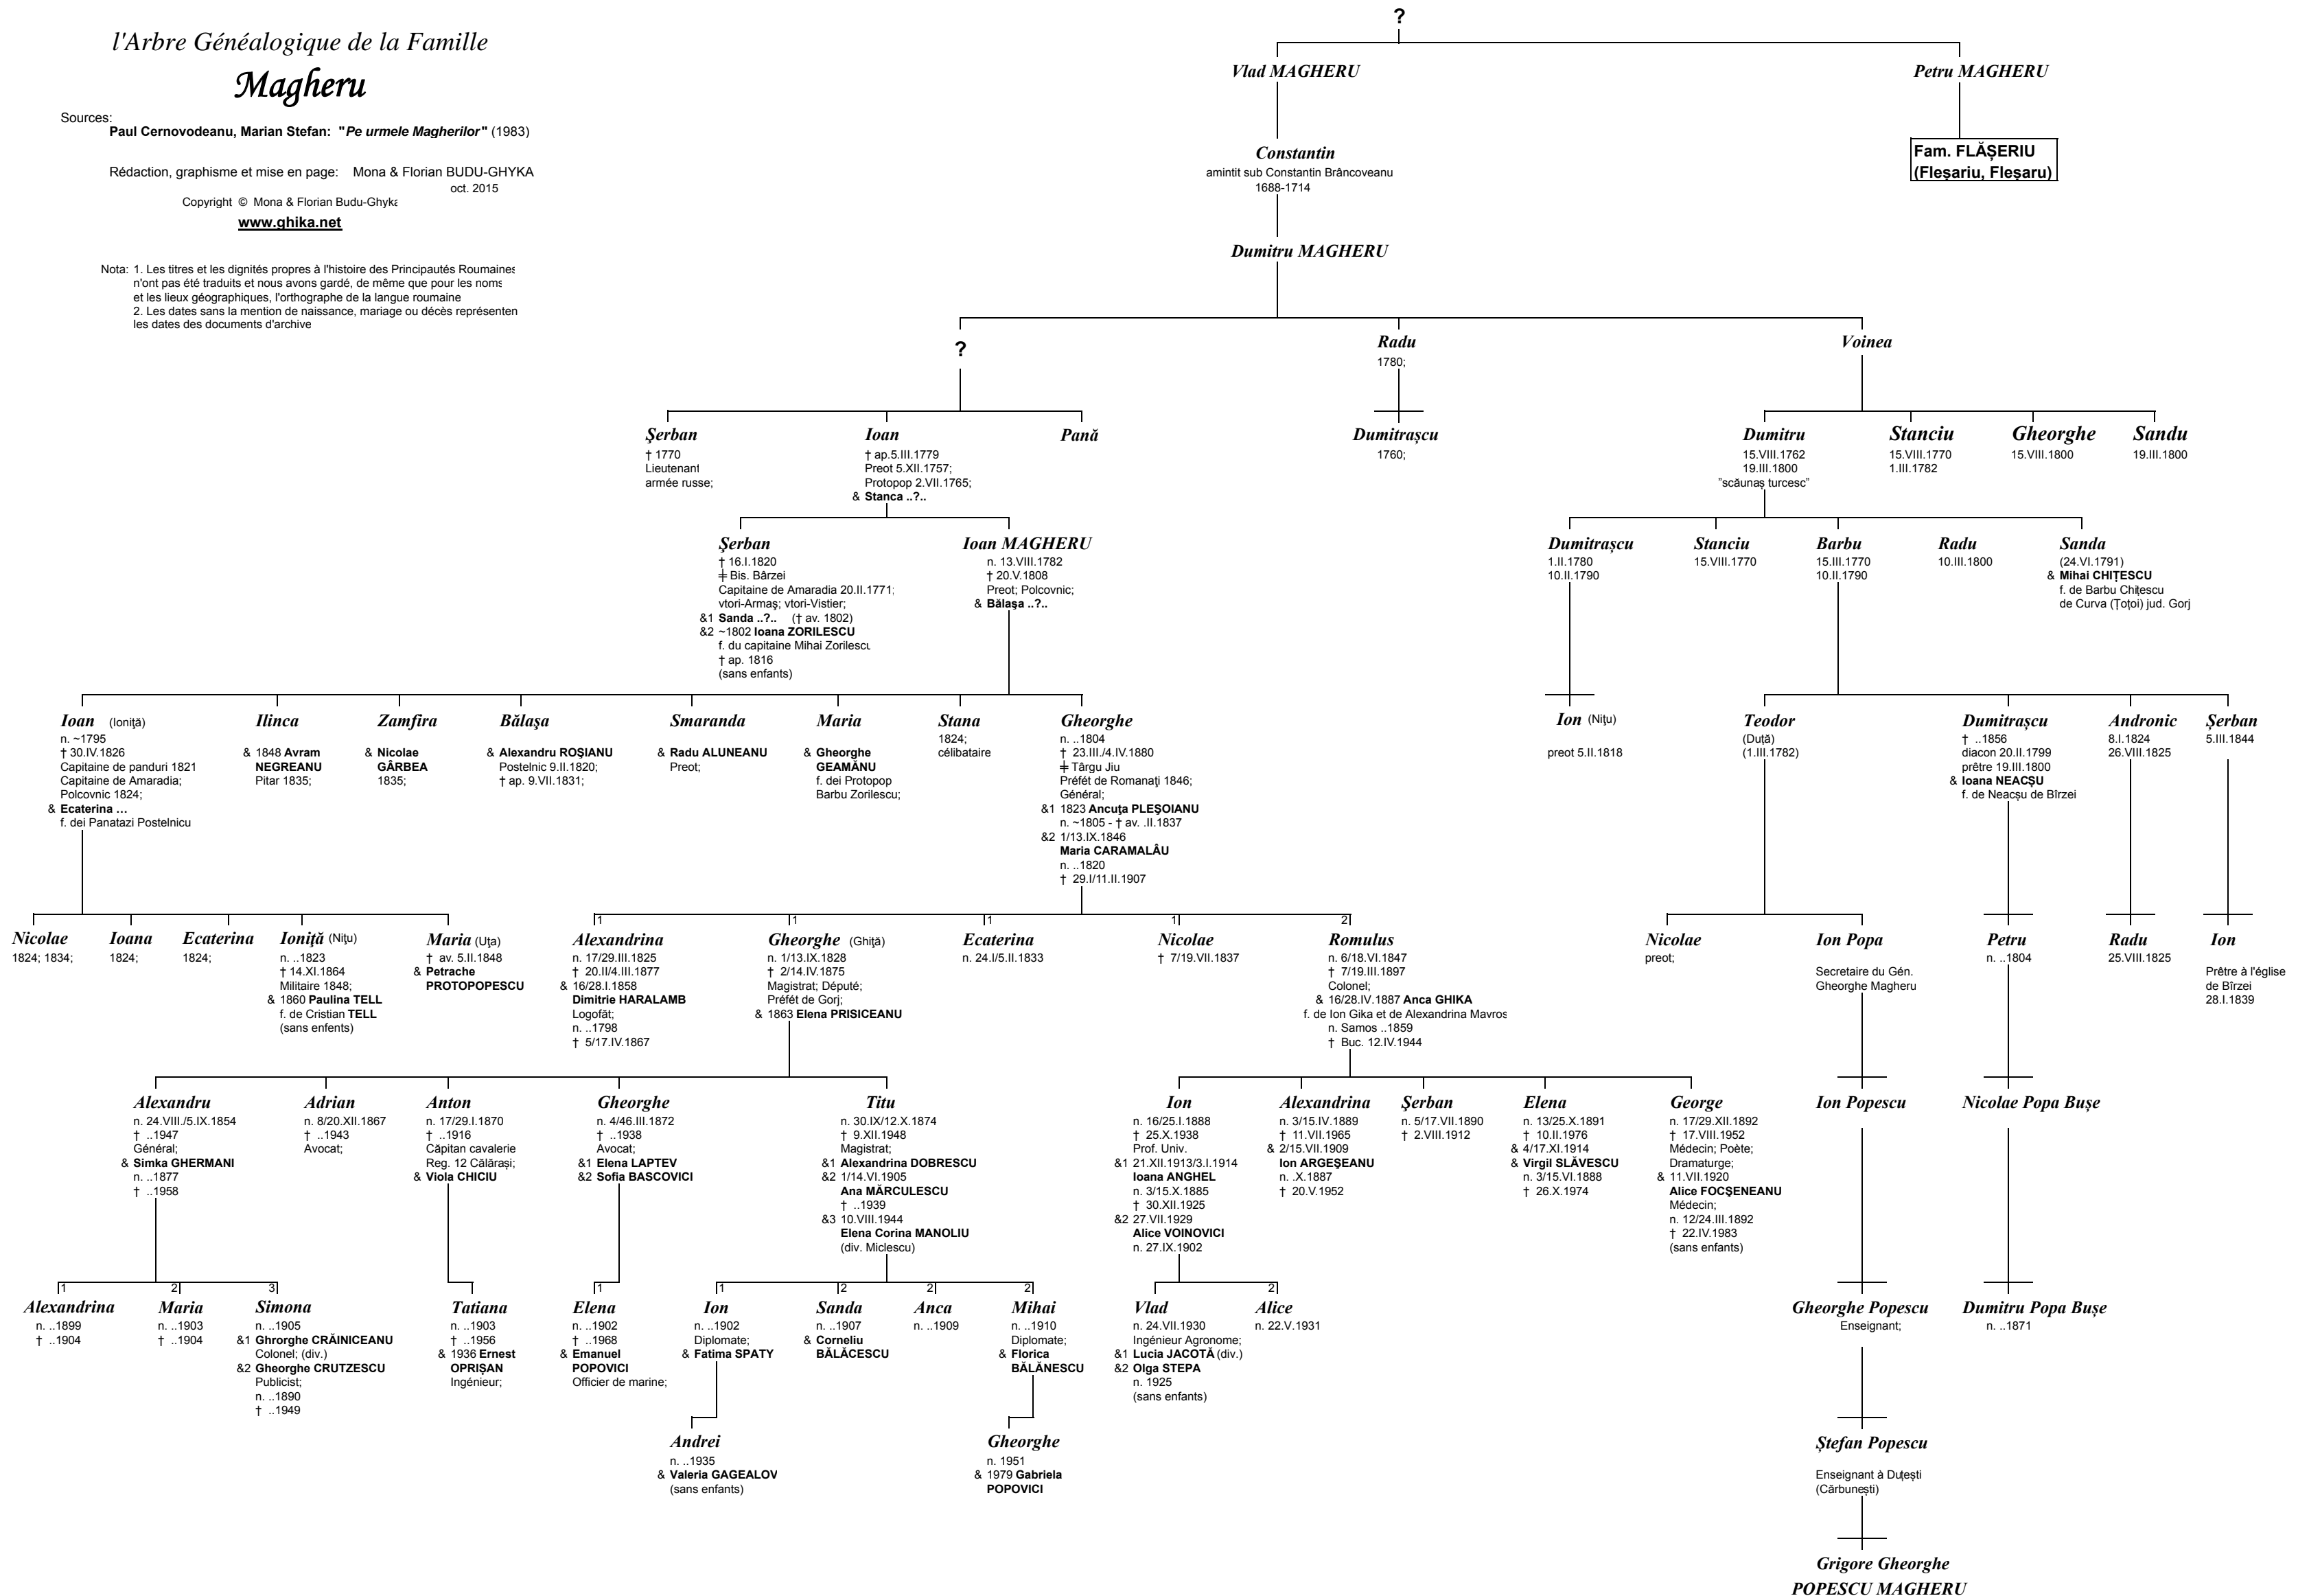 l'Arbre Généalogique de la Famille
Magheru
Sources:
Paul Cernovodeanu, Marian Stefan: "Pe urmele Magherilor" (1983)
Rédaction, graphisme et mise en page: Mona & Florian BUDU-GHYKA
oct. 2015
Copyright © Mona & Florian Budu-Ghyka
www.ghika.net
Nota: 1. Les titres et les dignités propres à l'histoire des Principautés Roumaines
n'ont pas été traduits et nous avons gardé, de même que pour les noms
et les lieux géographiques, l'orthographe de la langue roumaine
2. Les dates sans la mention de naissance, mariage ou décès représenten
les dates des documents d'archive
?
Vlad MAGHERU
Petru MAGHERU
Constantin
amintit sub Constantin Brâncoveanu
1688-1714
Fam. FLĂȘERIU
(Fleșariu, Fleșaru)
Dumitru MAGHERU
?
Radu
1780;
Voinea
Şerban
† 1770
Lieutenant
armée russe;
Ioan
† ap.5.III.1779
Preot 5.XII.1757;
Protopop 2.VII.1765;
& Stanca ..?..
Pană
Dumitrașcu
1760;
Dumitru
15.VIII.1762
19.III.1800
"scăunaș turcesc"
Stanciu
15.VIII.1770
1.III.1782
Gheorghe
15.VIII.1800
Sandu
19.III.1800
Şerban
† 16.I.1820
╪ Bis. Bârzei
Capitaine de Amaradia 20.II.1771;
vtori-Armaş; vtori-Vistier;
&1 Sanda ..?.. († av. 1802)
&2 ~1802 Ioana ZORILESCU
f. du capitaine Mihai Zorilescu
† ap. 1816
(sans enfants)
Ioan MAGHERU
n. 13.VIII.1782
† 20.V.1808
Preot; Polcovnic;
& Bălaşa ..?..
Dumitrașcu
1.II.1780
10.II.1790
Stanciu
15.VIII.1770
Barbu
15.III.1770
10.II.1790
Radu
10.III.1800
Sanda
(24.VI.1791)
& Mihai CHIȚESCU
f. de Barbu Chițescu
de Curva (Țoțoi) jud. Gorj
Ioan (Ioniţă)
n. ~1795
† 30.IV.1826
Capitaine de panduri 1821
Capitaine de Amaradia;
Polcovnic 1824;
& Ecaterina ...
f. dei Panatazi Postelnicu
Ilinca
& 1848 Avram
NEGREANU
Pitar 1835;
Zamfira
& Nicolae
GÂRBEA
1835;
Bălaşa
& Alexandru ROŞIANU
Postelnic 9.II.1820;
† ap. 9.VII.1831;
Smaranda
& Radu ALUNEANU
Preot;
Maria
& Gheorghe
GEAMĂNU
f. dei Protopop
Barbu Zorilescu;
Stana
1824;
célibataire
Gheorghe
n. ..1804
† 23.III./4.IV.1880
╪ Târgu Jiu
Préfét de Romanaţi 1846;
Général;
&1 1823 Ancuţa PLEŞOIANU
n. ~1805 - † av. .II.1837
&2 1/13.IX.1846
Maria CARAMALÂU
n. ..1820
† 29.I/11.II.1907
Ion (Nițu)
preot 5.II.1818
Teodor
(Duță)
(1.III.1782)
Dumitrașcu
† ..1856
diacon 20.II.1799
prêtre 19.III.1800
& Ioana NEACȘU
f. de Neacșu de Bîrzei
Andronic
8.I.1824
26.VIII.1825
Șerban
5.III.1844
1
1
1
1
2
Nicolae
1824; 1834;
Ioana
1824;
Ecaterina
1824;
Ioniţă (Niţu)
n. ..1823
† 14.XI.1864
Militaire 1848;
& 1860 Paulina TELL
f. de Cristian TELL
(sans enfents)
Maria (Uţa)
† av. 5.II.1848
& Petrache
PROTOPOPESCU
Alexandrina
n. 17/29.III.1825
† 20.II/4.III.1877
& 16/28.I.1858
Dimitrie HARALAMB
Logofăt;
n. ..1798
† 5/17.IV.1867
Gheorghe (Ghiţă)
n. 1/13.IX.1828
† 2/14.IV.1875
Magistrat; Député;
Préfét de Gorj;
& 1863 Elena PRISICEANU
Ecaterina
n. 24.I/5.II.1833
Nicolae
† 7/19.VII.1837
Romulus
n. 6/18.VI.1847
† 7/19.III.1897
Colonel;
& 16/28.IV.1887 Anca GHIKA
f. de Ion Gika et de Alexandrina Mavros
n. Samos ..1859
† Buc. 12.IV.1944
Nicolae
preot;
Ion Popa
Secretaire du Gén.
Gheorghe Magheru
Petru
n. ..1804
Radu
25.VIII.1825
Ion
Prêtre à l'église
de Bîrzei
28.I.1839
Alexandru
n. 24.VIII./5.IX.1854
† ..1947
Général;
& Simka GHERMANI
n. ..1877
† ..1958
Adrian
n. 8/20.XII.1867
† ..1943
Avocat;
Anton
n. 17/29.I.1870
† ..1916
Căpitan cavalerie
Reg. 12 Călărași;
& Viola CHICIU
Gheorghe
n. 4/46.III.1872
† ..1938
Avocat;
&1 Elena LAPTEV
&2 Sofia BASCOVICI
Titu
n. 30.IX/12.X.1874
† 9.XII.1948
Magistrat;
&1 Alexandrina DOBRESCU
&2 1/14.VI.1905
Ana MĂRCULESCU
† ..1939
&3 10.VIII.1944
Elena Corina MANOLIU
(div. Miclescu)
Ion
n. 16/25.I.1888
† 25.X.1938
Prof. Univ.
&1 21.XII.1913/3.I.1914
Ioana ANGHEL
n. 3/15.X.1885
† 30.XII.1925
&2 27.VII.1929
Alice VOINOVICI
n. 27.IX.1902
Alexandrina
n. 3/15.IV.1889
† 11.VII.1965
& 2/15.VII.1909
Ion ARGEŞEANU
n. .X.1887
† 20.V.1952
Şerban
n. 5/17.VII.1890
† 2.VIII.1912
Elena
n. 13/25.X.1891
† 10.II.1976
& 4/17.XI.1914
& Virgil SLĂVESCU
n. 3/15.VI.1888
† 26.X.1974
George
n. 17/29.XII.1892
† 17.VIII.1952
Médecin; Poète;
Dramaturge;
& 11.VII.1920
Alice FOCŞENEANU
Médecin;
n. 12/24.III.1892
† 22.IV.1983
(sans enfants)
Ion Popescu
Nicolae Popa Bușe
1
2
3
1
1
2
2
2
2
Alexandrina
n. ..1899
† ..1904
Maria
n. ..1903
† ..1904
Simona
n. ..1905
&1 Ghrorghe CRĂINICEANU
Colonel; (div.)
&2 Gheorghe CRUTZESCU
Publicist;
n. ..1890
† ..1949
Tatiana
n. ..1903
† ..1956
& 1936 Ernest
OPRIŞAN
Ingénieur;
Elena
n. ..1902
† ..1968
& Emanuel
POPOVICI
Officier de marine;
Ion
n. ..1902
Diplomate;
& Fatima SPATY
Sanda
n. ..1907
& Corneliu
BĂLĂCESCU
Anca
n. ..1909
Mihai
n. ..1910
Diplomate;
& Florica
BĂLĂNESCU
Vlad
n. 24.VII.1930
Ingénieur Agronome;
&1 Lucia JACOTĂ (div.)
&2 Olga STEPA
n. 1925
(sans enfants)
Alice
n. 22.V.1931
Gheorghe Popescu
Enseignant;
Dumitru Popa Bușe
n. ..1871
Andrei
n. ..1935
& Valeria GAGEALOV
(sans enfants)
Gheorghe
n. 1951
& 1979 Gabriela
POPOVICI
Ștefan Popescu
Enseignant à Duțești
(Cărbunești)
Grigore Gheorghe
POPESCU MAGHERU